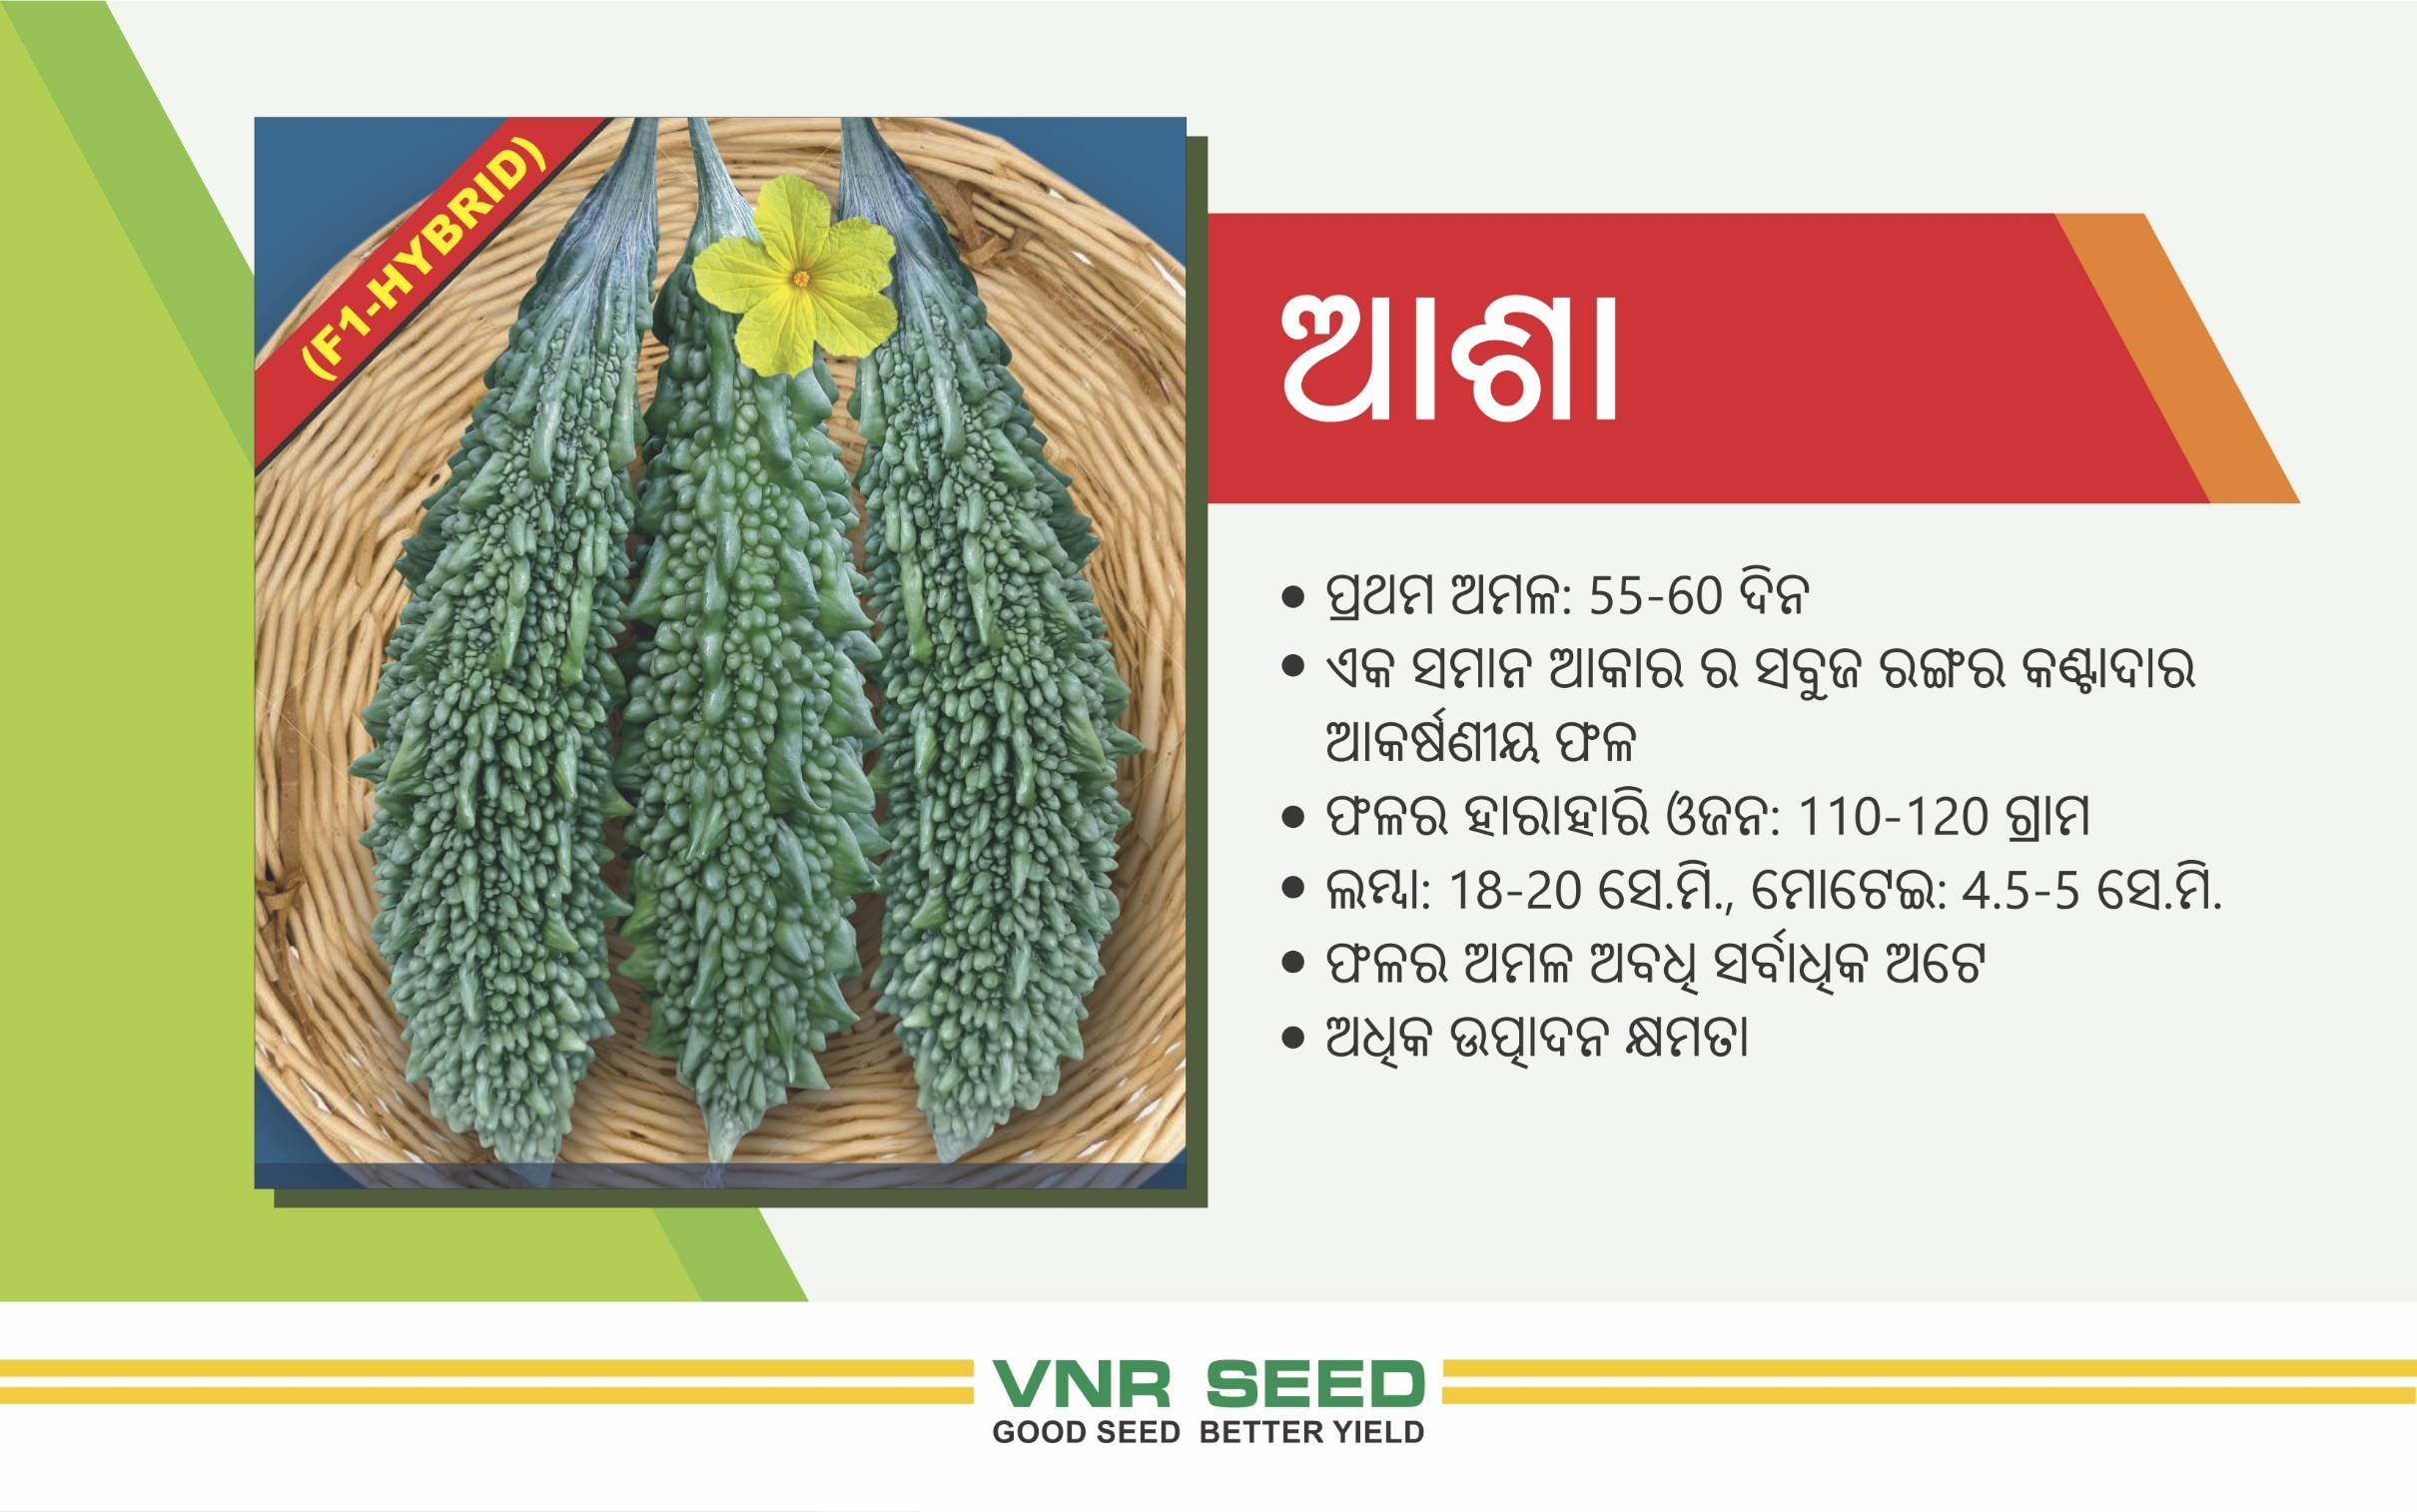 (F1-HYBRID))
ଆଶା
• ପ୍ରଥମ ଅମଳ: 55-60 ଦିନ
• ଏକ ସମାନ ଆକାର ର ସବୁଜ ରଙ୍ଗର କଣ୍ଟାଦାର
ଆକର୍ଷଣୀୟ ଫଳ
• ଫଳର ହାରାହାରି ଓଜନ: 110-120 ଗ୍ରାମ
• ଲମ୍ବା: 18-20 ସେ.ମି., ମୋଟେଇ: 4.5-5 ସେ.ମି.
• ଫଳର ଅମଳ ଅବଧି ସର୍ବାଧିକ ଅଟେ
• ଅଧିକ ଉତ୍ପାଦନ କ୍ଷମତା
VNR SEED
GOOD SEED BETTER YIELD